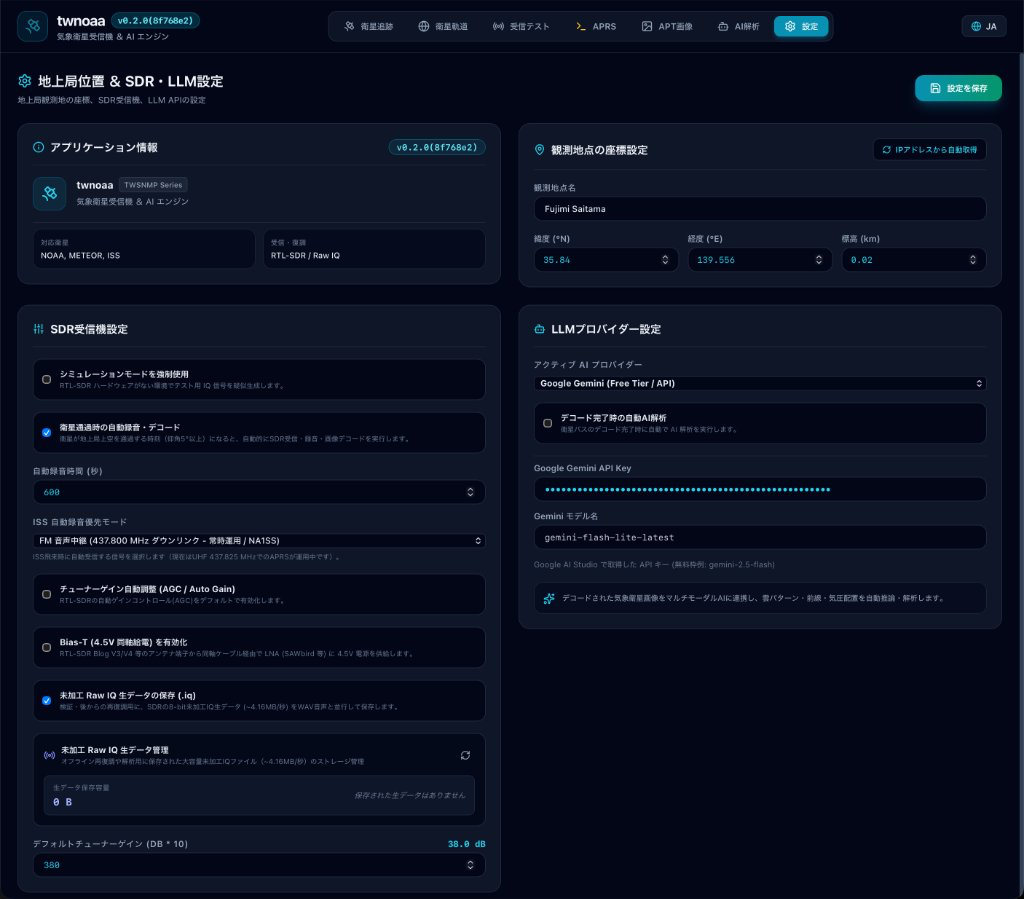 twnoaa v0.2.0(8f768e2)
気象衛星受信機 & AI エンジン
衛星追跡
衛星軌道
受信テスト
APRS
APT画像
AI解析
設定
JA
地上局位置 & SDR・LLM設定
地上局観測地の座標、SDR受信機、LLM APIの設定
設定を保存
アプリケーション情報
v0.2.0(8f768e2)
twnoaa TWSNMP Series
気象衛星受信機 & AI エンジン
対応衛星
NOAA, METEOR, ISS
受信・復調
RTL-SDR / Raw IQ
観測地点の座標設定
IPアドレスから自動取得
観測地点名
Fujimi Saitama
緯度 (°N)
35.84
経度 (°E)
139.556
標高 (km)
0.02
SDR受信機設定
シミュレーションモードを強制使用
RTL-SDR ハードウェアがない環境でテスト用 IQ 信号を疑似生成します。
衛星通過時の自動録音・デコード
衛星が地上局上空を通過する時刻（仰角5°以上）になると、自動的にSDR受信・録音・画像デコードを実行します。
自動録音時間 (秒)
600
ISS 自動録音優先モード
FM 音声中継 (437.800 MHz ダウンリンク - 常時運用 / NA1SS)
ISS飛来時に自動受信する信号を選択します（現在はUHF 437.825 MHzでのAPRSが運用中です）。
チューナーゲイン自動調整 (AGC / Auto Gain)
RTL-SDRの自動ゲインコントロール(AGC)をデフォルトで有効化します。
Bias-T (4.5V 同軸給電) を有効化
RTL-SDR Blog V3/V4 等のアンテナ端子から同軸ケーブル経由で LNA (SAWbird 等) に 4.5V 電源を供給します。
未加工 Raw IQ 生データの保存 (.iq)
検証・後からの再復調用に、SDRの8-bit未加工IQ生データ (~4.16MB/秒) をWAV音声と並行して保存します。
未加工 Raw IQ 生データ管理
オフライン再復調や解析用に保存された大容量未加工IQファイル（~4.16MB/秒）のストレージ管理
生データ保存容量
0 B
保存された生データはありません
デフォルトチューナーゲイン (DB * 10)
38.0 dB
380
LLMプロバイダー設定
アクティブ AI プロバイダー
Google Gemini (Free Tier / API)
デコード完了時の自動AI解析
衛星パスのデコード完了時に自動で AI 解析を実行します。
Google Gemini API Key
Gemini モデル名
gemini-flash-lite-latest
Google AI Studio で取得した API キー (無料枠例: gemini-2.5-flash)
デコードされた気象衛星画像をマルチモーダルAIに連携し、雲パターン・前線・気圧配置を自動推論・解析します。